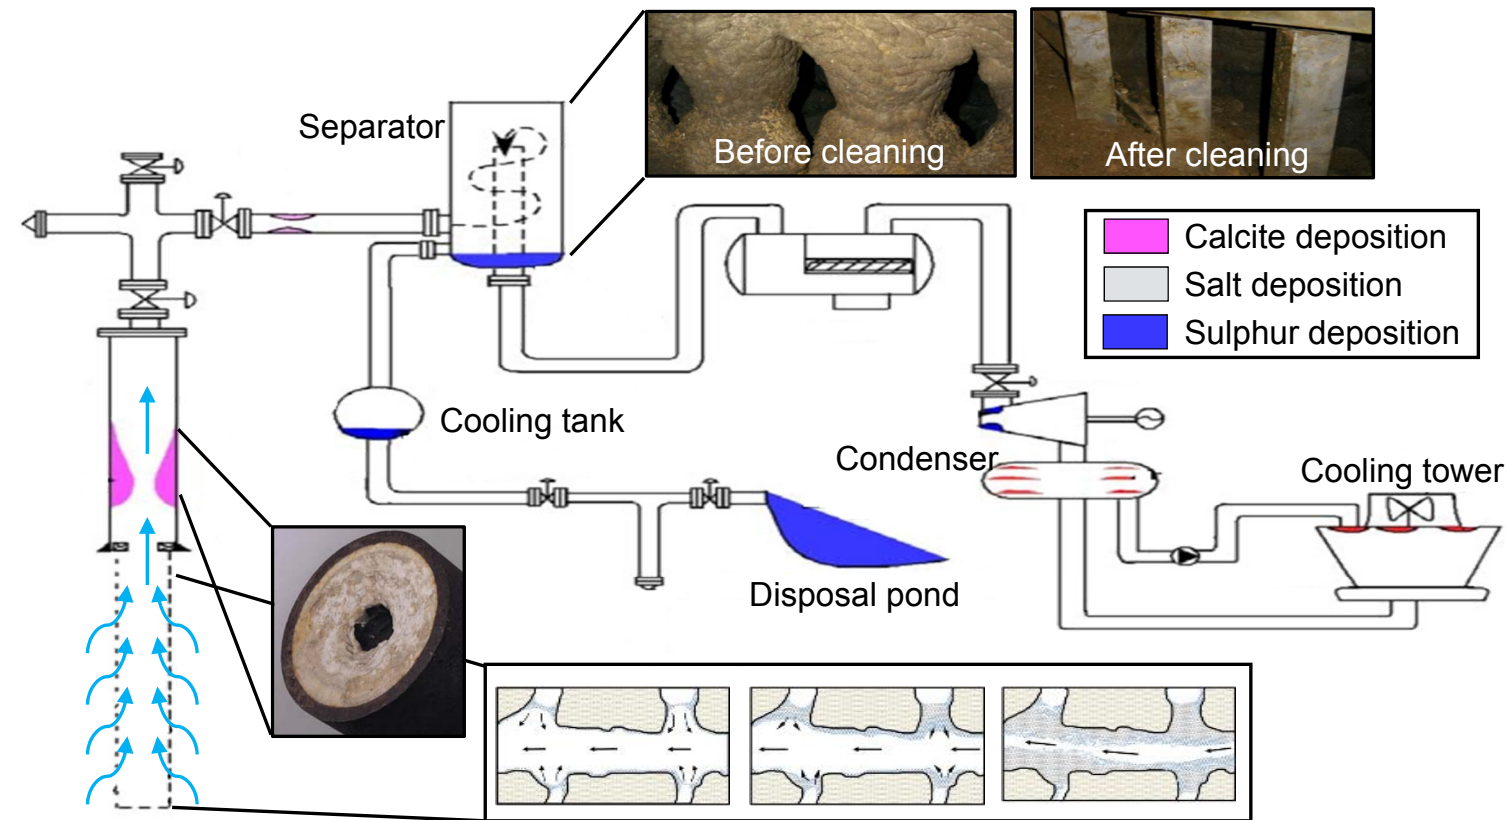 Separator
Before cleaning
After cleaning
Calcite deposition
Salt deposition
Sulphur deposition
Cooling tank
Condenser
Cooling tower
Disposal pond